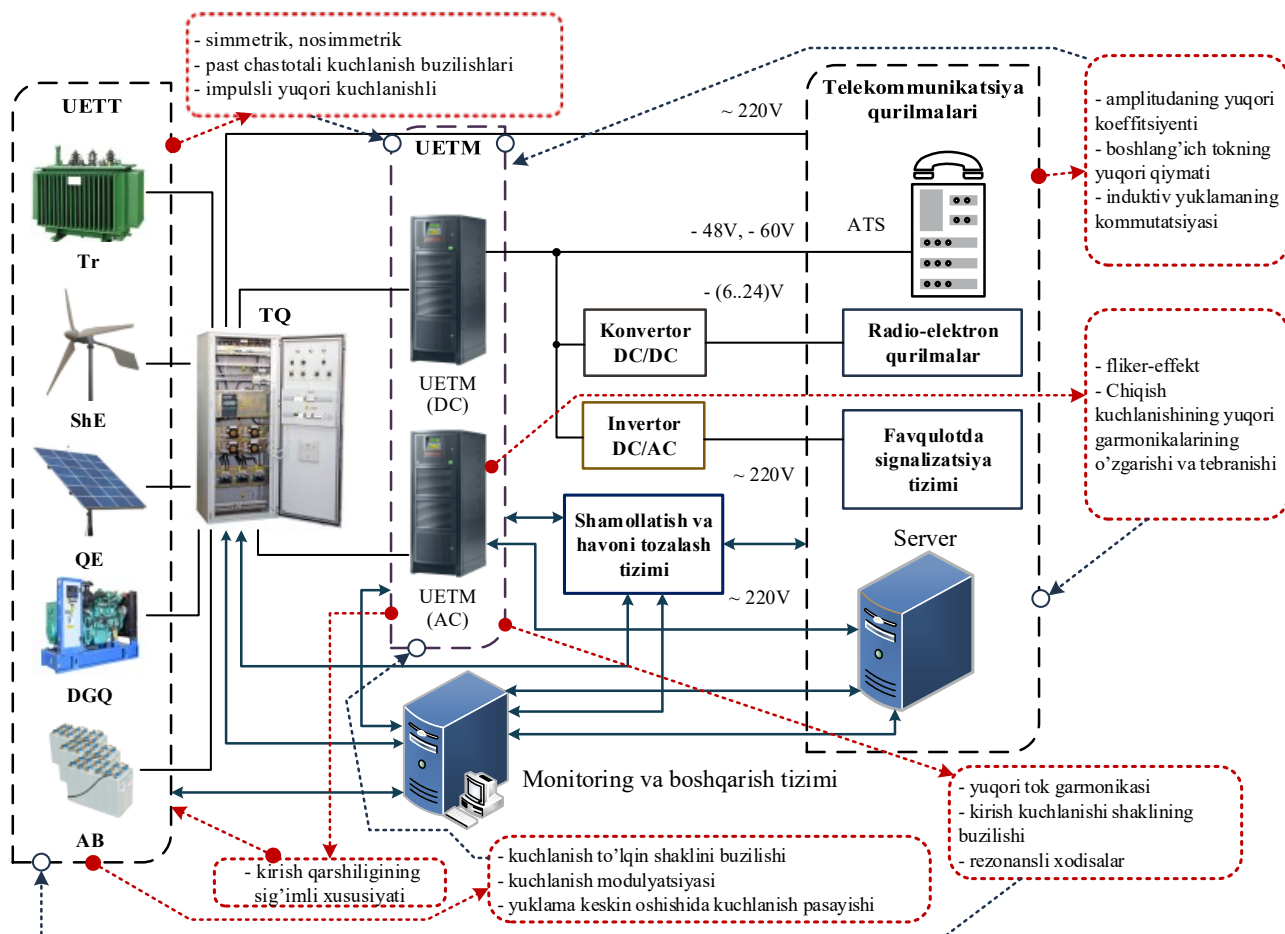 - simmetrik, nosimmetrik
- past chastotali kuchlanish buzilishlari
- impulsli yuqori kuchlanishli
UETT
Tr
ShE
QE
DGQ
AB
TQ
UETM
UETM
(DC)
UETM
(AC)
~ 220V
- 48V, - 60V
- (6..24)V
Konvertor
DC/DC
Invertor
DC/AC
~ 220V
Shamollatish va
havoni tozalash
tizimi
~ 220V
Telekommunikatsiya
qurilmalari
ATS
Radio-elektron
qurilmalar
Favqulotda
signalizatsiya
tizimi
Server
- amplitudaning yuqori
koeffitsiyenti
- boshlang’ich tokning
yuqori qiymati
- induktiv yuklamaning
kommutatsiyasi
- fliker-effekt
- Chiqish
kuchlanishining yuqori
garmonikalarining
o’zgarishi va tebranishi
Monitoring va boshqarish tizimi
- kirish qarshiligining
sig’imli xususiyati
- kuchlanish to’lqin shaklini buzilishi
- kuchlanish modulyatsiyasi
- yuklama keskin oshishida kuchlanish pasayishi
- yuqori tok garmonikasi
- kirish kuchlanishi shaklining
buzilishi
- rezonansli xodisalar